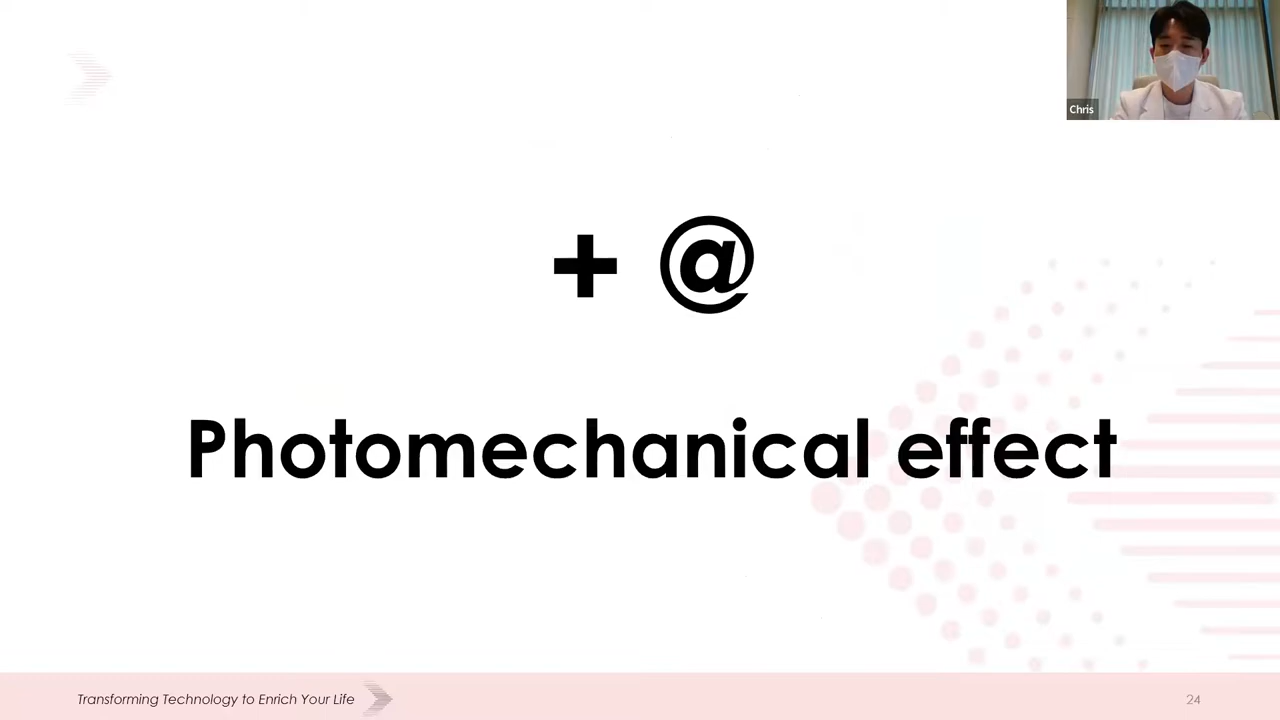 Chris
+ @
Photomechanical effect
Transforming Technology to Enrich Your Life
24